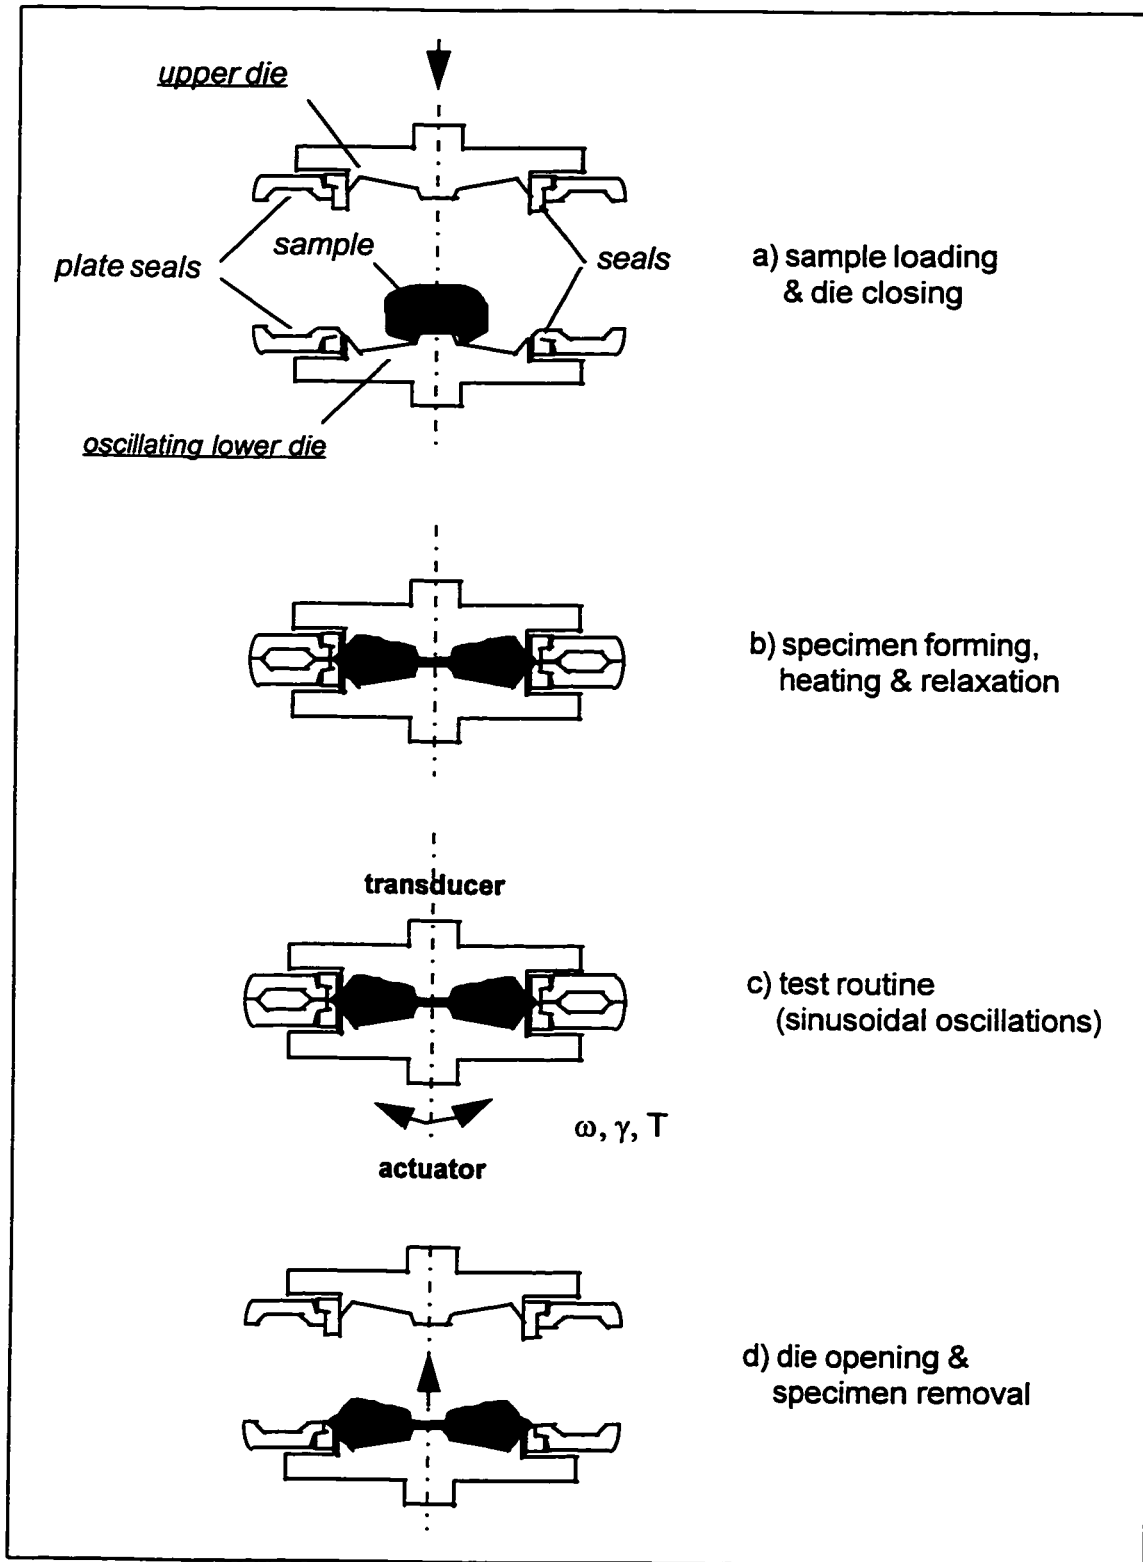 upper die
sample
plate seals
seals
a) sample loading
& die closing
oscillating lower die
b) specimen forming,
heating & relaxation
transducer
c) test routine
(sinusoidal oscillations)
ω, γ, T
actuator
d) die opening &
specimen removal